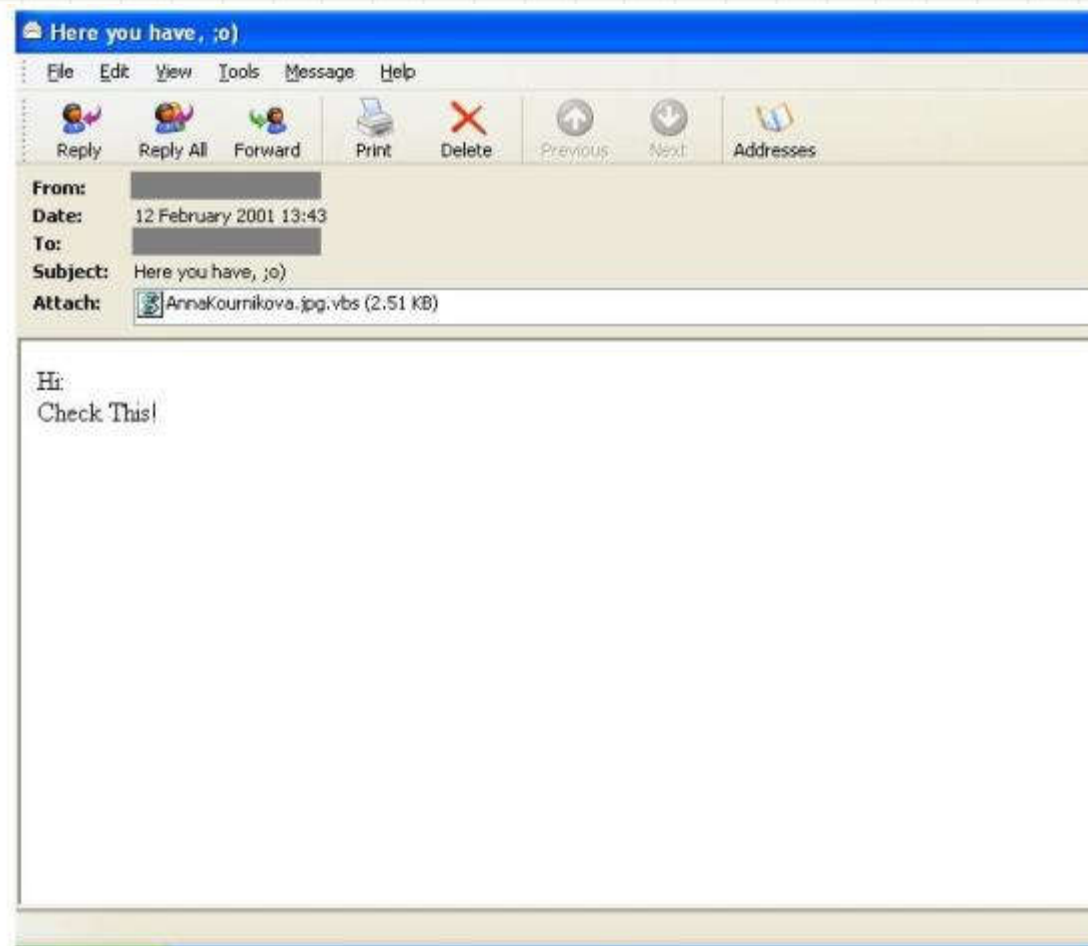 Here you have, ;o)
File Edit View Tools Message Help
Reply Reply All Forward Print Delete Previous Next Addresses
From:
Date: 12 February 2001 13:43
To:
Subject: Here you have, ;o)
Attach: AnnaKournikova.jpg.vbs (2.51 KB)
Hi:
Check This!